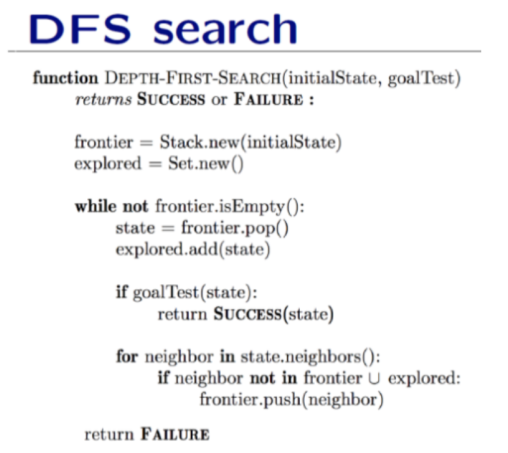 DFS search
function DEPTH-FIRST-SEARCH(initialState, goalTest)
returns SUCCESS or FAILURE :
frontier = Stack.new(initialState)
explored = Set.new()
while not frontier.isEmpty():
state = frontier.pop()
explored.add(state)
if goalTest(state):
return SUCCESS(state)
for neighbor in state.neighbors():
if neighbor not in frontier ∪ explored:
frontier.push(neighbor)
return FAILURE